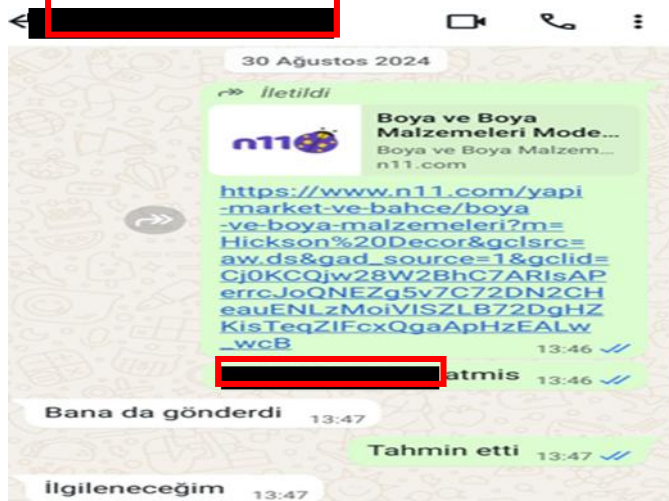 30 Ağustos 2024
İletildi
n11
Boya ve Boya
Malzemeleri Mode...
Boya ve Boya Malzem...
n11.com
https://www.n11.com/yapi
-market-ve-bahce/boya
-ve-boya-malzemeleri?m=
Hickson%20Decor&gclsrc=
aw.ds&gad_source=1&gclid=
Cj0KCQjw28W2BhC7ARIsAP
errcJoQNEZg5v7C72DN2CH
eauENLzMoiVISZLB72DgHZ
KisTeqZIFcxQgaApHzEALw
_wcB
13:46
atmis 13:46
Bana da gönderdi 13:47
Tahmin etti 13:47
İlgileneceğim 13:47